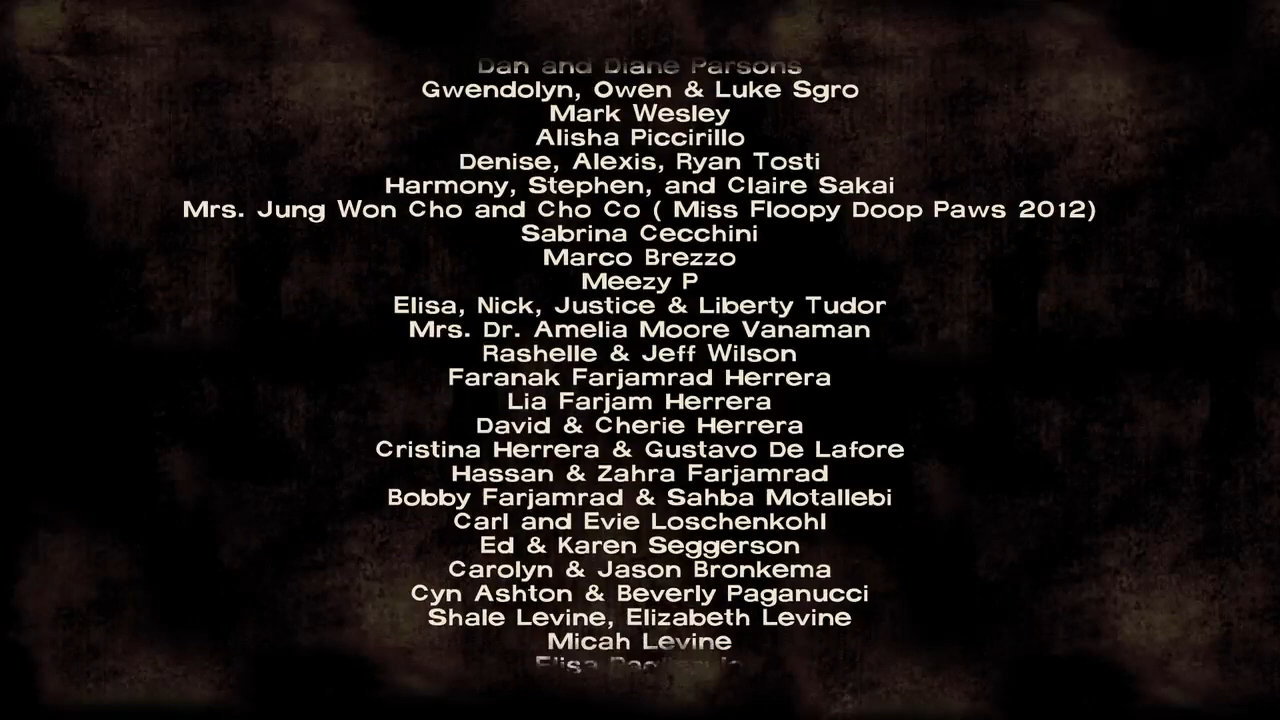 Dan and Diane Parsons
Gwendolyn, Owen & Luke Sgro
Mark Wesley
Alisha Piccirillo
Denise, Alexis, Ryan Tosti
Harmony, Stephen, and Claire Sakai
Mrs. Jung Won Cho and Cho Co ( Miss Floopy Doop Paws 2012)
Sabrina Cecchini
Marco Brezzo
Meezy P
Elisa, Nick, Justice & Liberty Tudor
Mrs. Dr. Amelia Moore Vanaman
Rashelle & Jeff Wilson
Faranak Farjamrad Herrera
Lia Farjam Herrera
David & Cherie Herrera
Cristina Herrera & Gustavo De Lafore
Hassan & Zahra Farjamrad
Bobby Farjamrad & Sahba Motallebi
Carl and Evie Loschenkohl
Ed & Karen Seggerson
Carolyn & Jason Bronkema
Cyn Ashton & Beverly Paganucci
Shale Levine, Elizabeth Levine
Micah Levine
Elisa